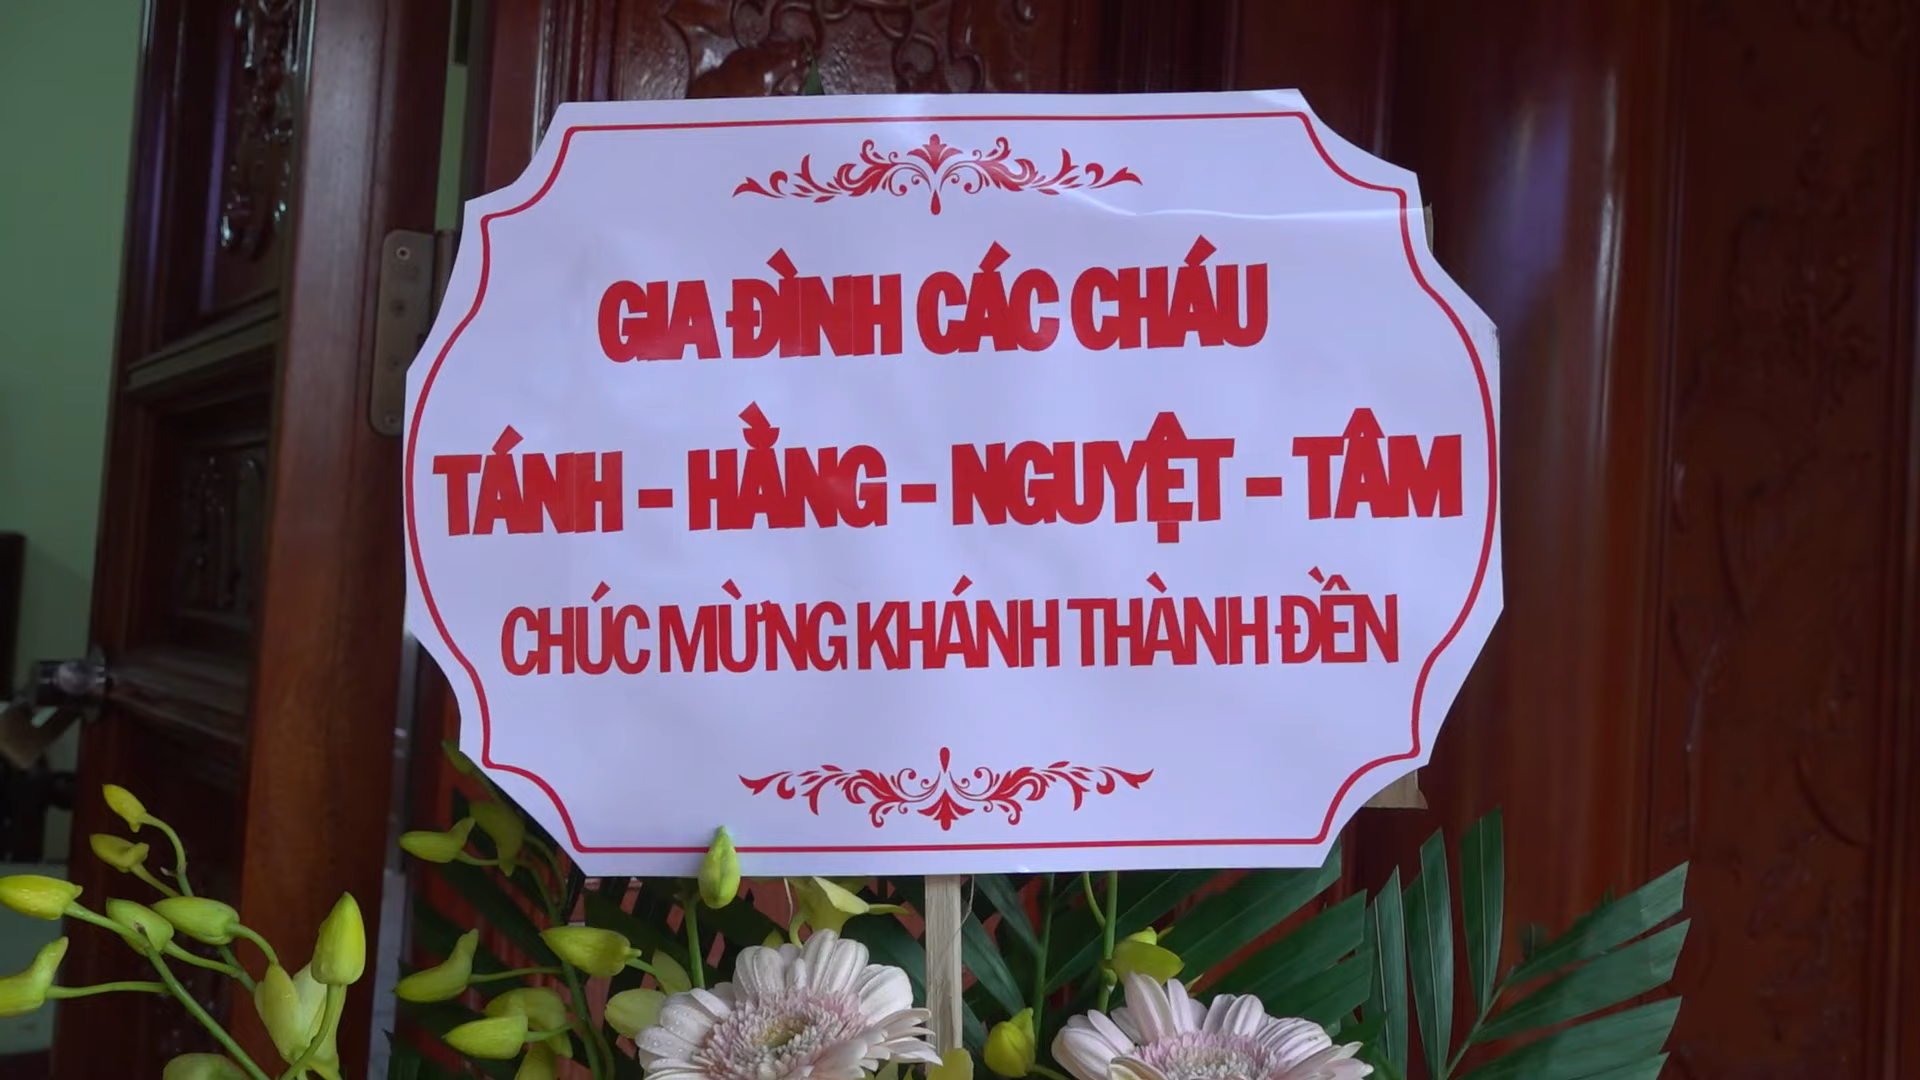 GIA ĐÌNH CÁC CHÁU
TÁNH - HẰNG - NGUYỆT - TÂM
CHÚC MỪNG KHÁNH THÀNH ĐỀN